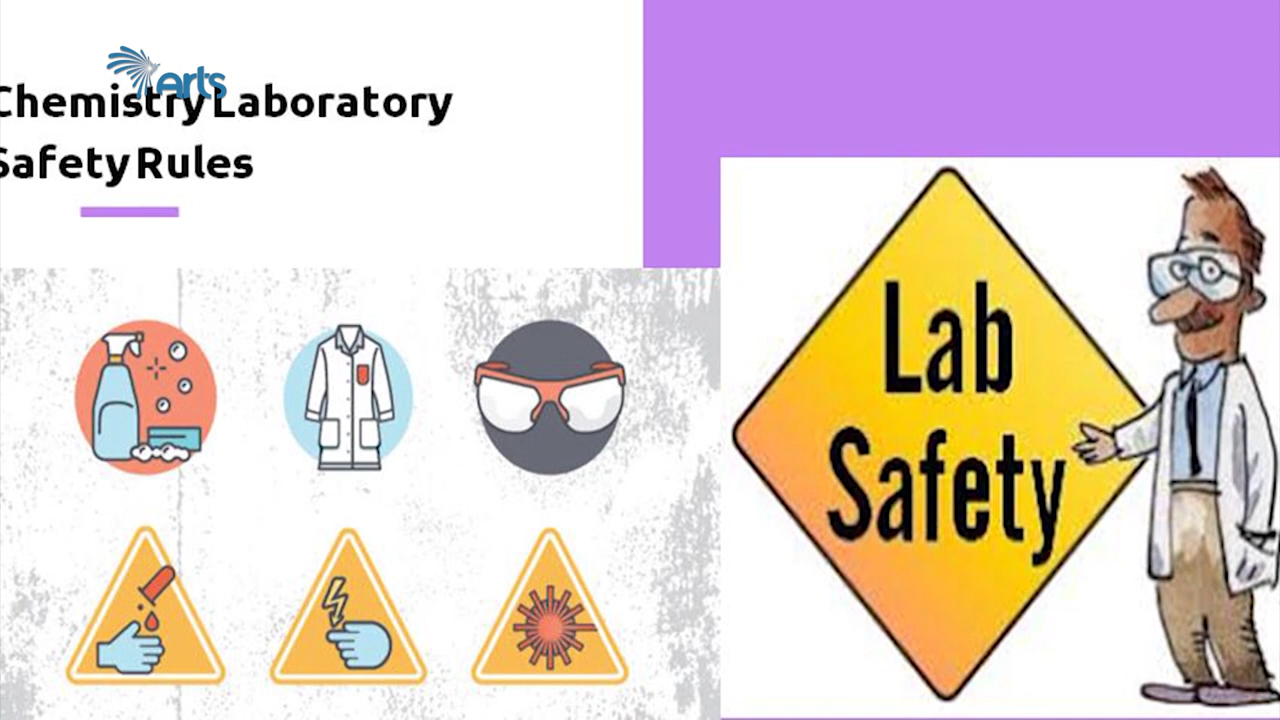 arts
Chemistry Laboratory
Safety Rules
Lab
Safety